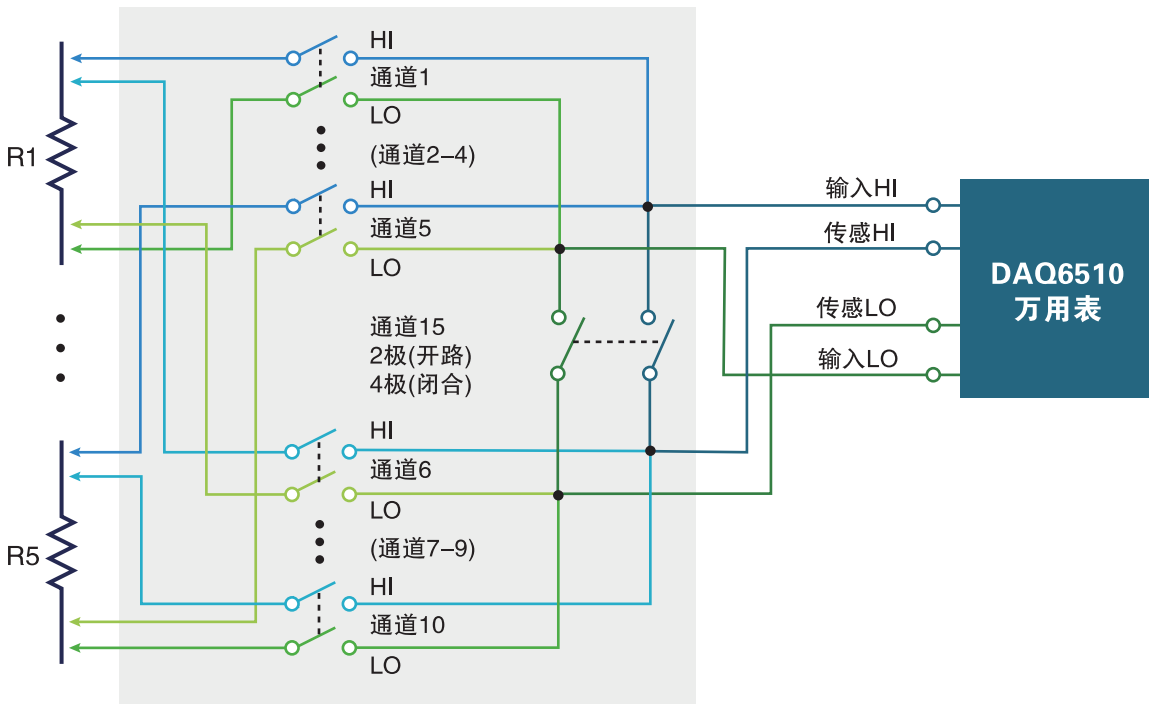 HI
通道1
LO
(通道2–4)
R1
HI
通道5
LO
输入HI
传感HI
传感LO
输入LO
DAQ6510
万用表
通道15
2极(开路)
4极(闭合)
HI
通道6
LO
(通道7–9)
R5
HI
通道10
LO